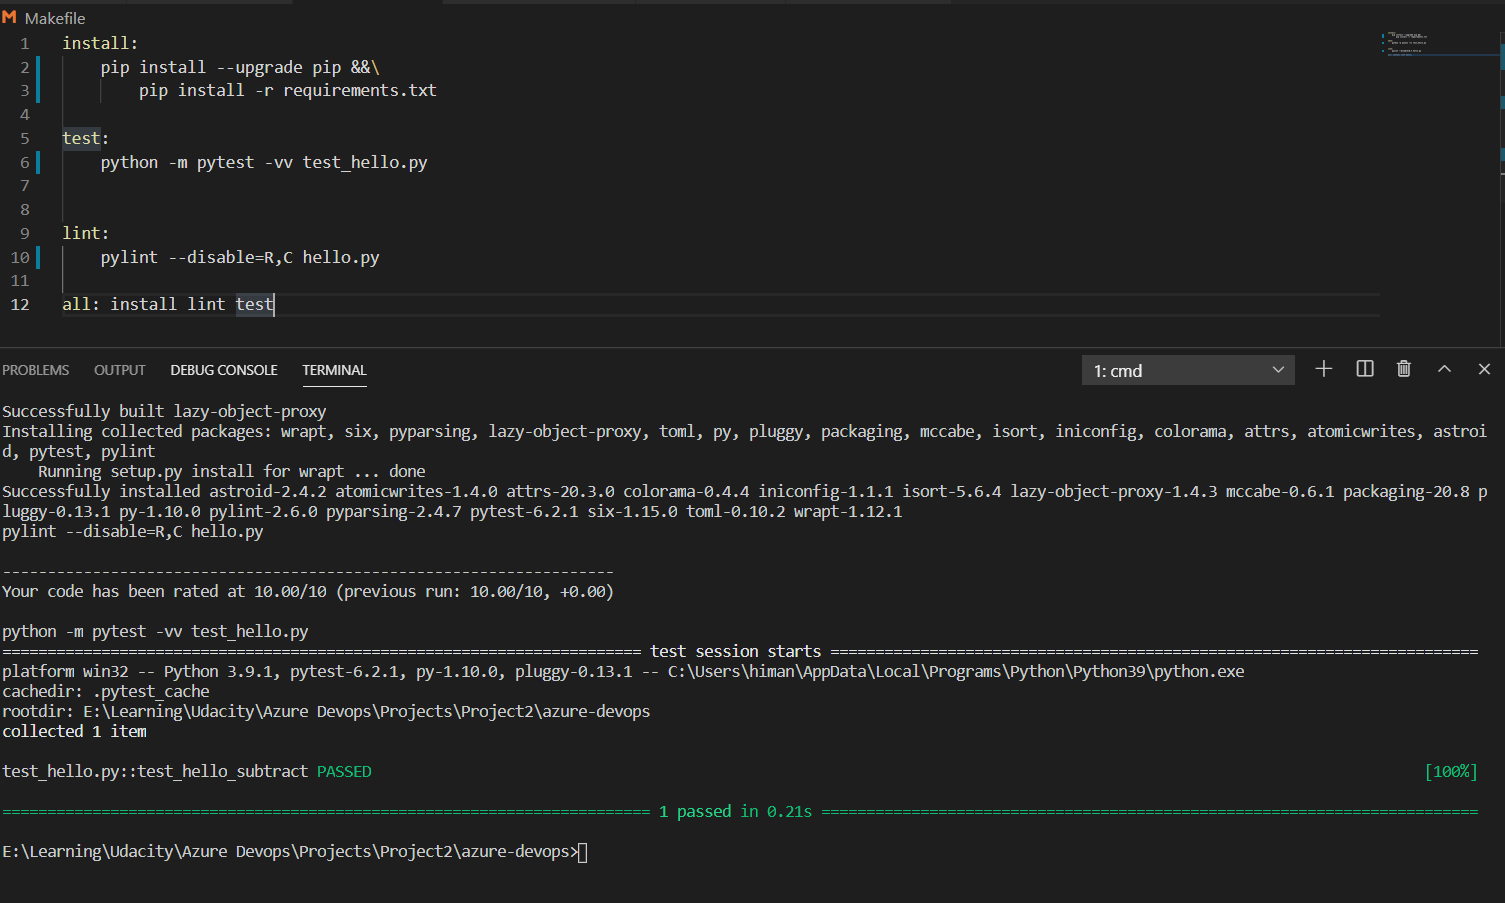 Makefile
1 install:
2 pip install --upgrade pip &&\
3 pip install -r requirements.txt
4
5 test:
6 python -m pytest -vv test_hello.py
7
8
9 lint:
10 pylint --disable=R,C hello.py
11
12 all: install lint test
PROBLEMS OUTPUT DEBUG CONSOLE TERMINAL 1: cmd
Successfully built lazy-object-proxy
Installing collected packages: wrapt, six, pyparsing, lazy-object-proxy, toml, py, pluggy, packaging, mccabe, isort, iniconfig, colorama, attrs, atomicwrites, astroi
d, pytest, pylint
Running setup.py install for wrapt ... done
Successfully installed astroid-2.4.2 atomicwrites-1.4.0 attrs-20.3.0 colorama-0.4.4 iniconfig-1.1.1 isort-5.6.4 lazy-object-proxy-1.4.3 mccabe-0.6.1 packaging-20.8 p
luggy-0.13.1 py-1.10.0 pylint-2.6.0 pyparsing-2.4.7 pytest-6.2.1 six-1.15.0 toml-0.10.2 wrapt-1.12.1
pylint --disable=R,C hello.py
--------------------------------------------------------------------
Your code has been rated at 10.00/10 (previous run: 10.00/10, +0.00)
python -m pytest -vv test_hello.py
======================================================================= test session starts ========================================================================
platform win32 -- Python 3.9.1, pytest-6.2.1, py-1.10.0, pluggy-0.13.1 -- C:\Users\himan\AppData\Local\Programs\Python\Python39\python.exe
cachedir: .pytest_cache
rootdir: E:\Learning\Udacity\Azure Devops\Projects\Project2\azure-devops
collected 1 item
test_hello.py::test_hello_subtract PASSED [100%]
======================================================================== 1 passed in 0.21s =========================================================================
E:\Learning\Udacity\Azure Devops\Projects\Project2\azure-devops>